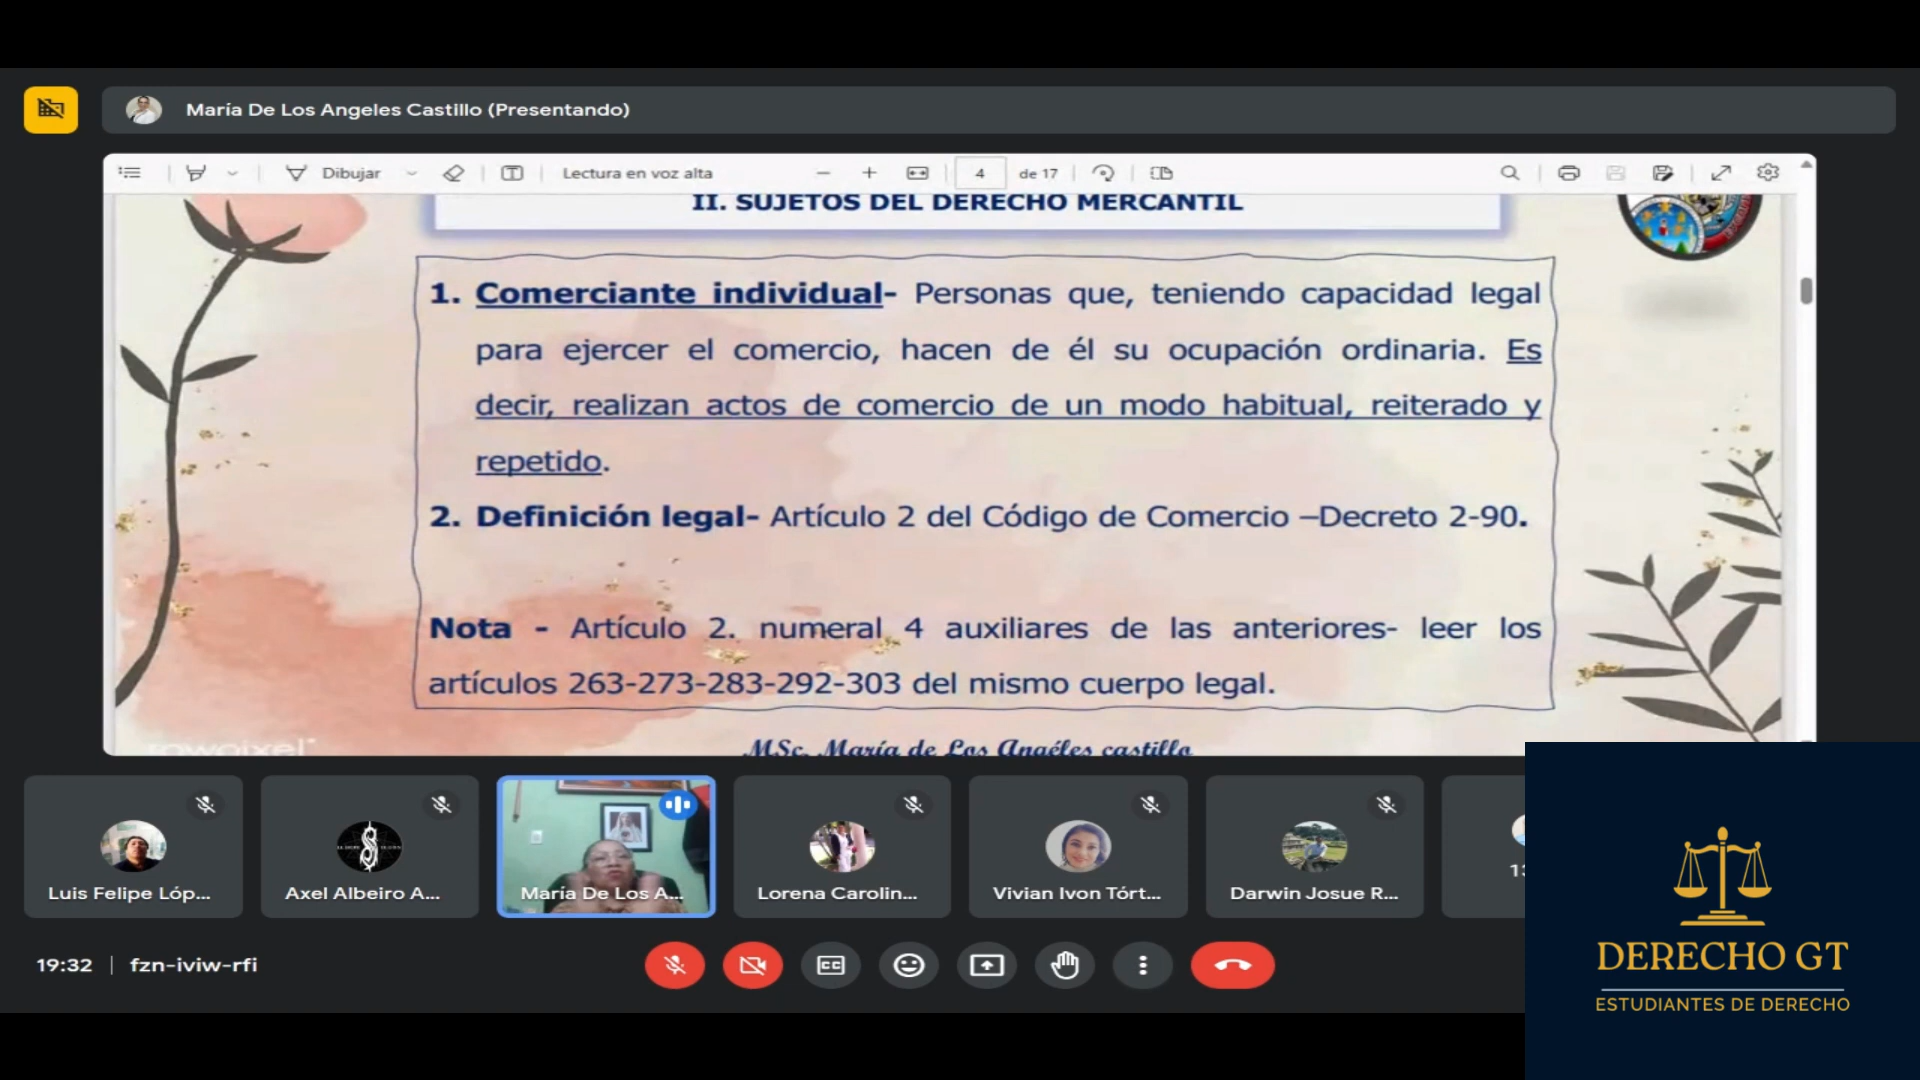 María De Los Angeles Castillo (Presentando)
Dibujar
Lectura en voz alta
4
de 17
II. SUJETOS DEL DERECHO MERCANTIL
1. Comerciante individual- Personas que, teniendo capacidad legal
para ejercer el comercio, hacen de él su ocupación ordinaria. Es
decir, realizan actos de comercio de un modo habitual, reiterado y
repetido.
2. Definición legal- Artículo 2 del Código de Comercio –Decreto 2-90.
Nota - Artículo 2. numeral 4 auxiliares de las anteriores- leer los
artículos 263-273-283-292-303 del mismo cuerpo legal.
rawpixel
MSc. María de Los Angéles castillo
Luis Felipe Lóp...
Axel Albeiro A...
María De Los A...
Lorena Carolin...
Vivian Ivon Tórt...
Darwin Josue R...
19:32 | fzn-iviw-rfi
CC
DERECHO GT
ESTUDIANTES DE DERECHO